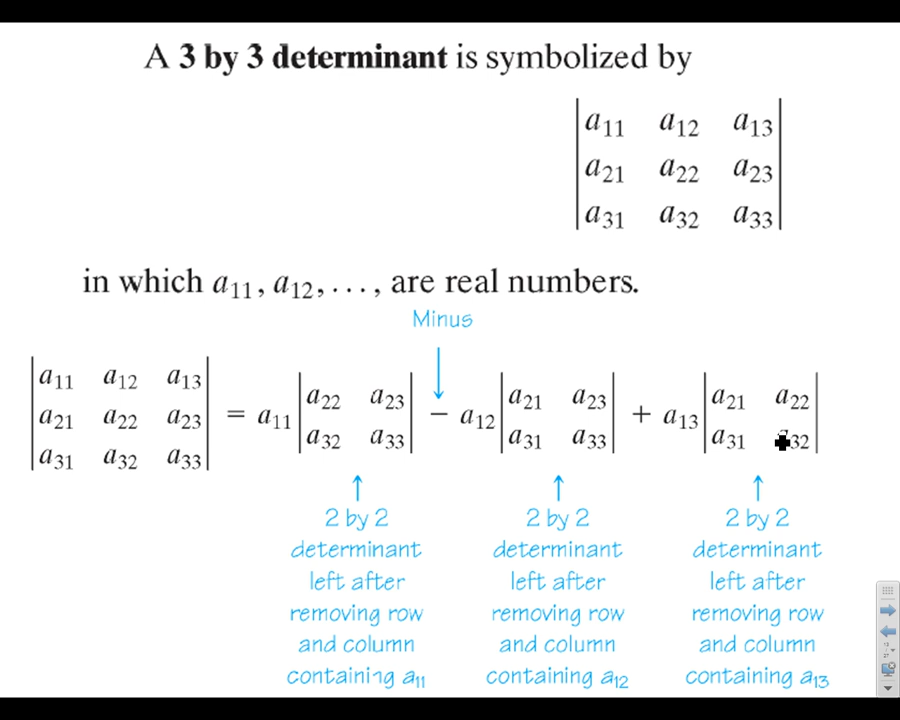 A 3 by 3 determinant is symbolized by
a11 a12 a13
a21 a22 a23
a31 a32 a33
in which a11, a12, . . . , are real numbers.
Minus
|a11 a12 a13| = a11 |a22 a23| − a12 |a21 a23| + a13 |a21 a22|
|a21 a22 a23| |a32 a33| |a31 a33| |a31 a32|
|a31 a32 a33|
2 by 2 determinant left after removing row and column containing a11
2 by 2 determinant left after removing row and column containing a12
2 by 2 determinant left after removing row and column containing a13